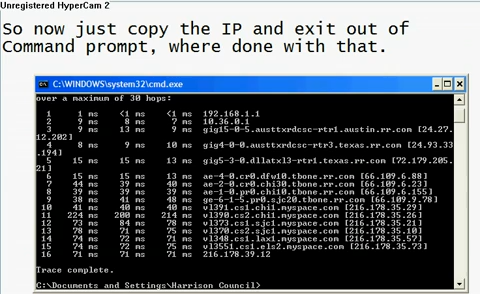 Unregistered HyperCam 2
So now just copy the IP and exit out of
Command prompt, where done with that.
C:\WINDOWS\system32\cmd.exe
over a maximum of 30 hops:
1 <1 ms <1 ms <1 ms 192.168.1.1
2 9 ms 8 ms 7 ms 10.36.0.1
3 9 ms 13 ms 9 ms gig15-0-5.austtxrdcsc-rtr1.austin.rr.com [24.27.
12.202]
4 8 ms 9 ms 10 ms gig4-0-0.austtxrdcsc-rtr3.texas.rr.com [24.93.33
.194]
5 15 ms 15 ms 13 ms gig5-3-0.dllatxl3-rtr1.texas.rr.com [72.179.205.
21]
6 15 ms 15 ms 13 ms ae-4-0.cr0.dfw10.tbone.rr.com [66.109.6.88]
7 44 ms 39 ms 40 ms ae-2-0.cr0.chi30.tbone.rr.com [66.109.6.23]
8 39 ms 39 ms 39 ms ae-1-0.pr0.chi10.tbone.rr.com [66.109.6.155]
9 38 ms 41 ms 48 ms ge-6-1-5.pr0.sjc20.tbone.rr.com [66.109.9.78]
10 41 ms 40 ms 40 ms vl391.cs1.chi1.myspace.com [216.178.35.29]
11 224 ms 200 ms 214 ms vl390.cs2.chi1.myspace.com [216.178.35.26]
12 73 ms 84 ms 78 ms vl371.cs1.sjc1.myspace.com [216.178.35.21]
13 78 ms 71 ms 75 ms vl370.cs2.sjc1.myspace.com [216.178.35.10]
14 74 ms 72 ms 71 ms vl348.cs1.lax1.myspace.com [216.178.35.57]
15 74 ms 72 ms 75 ms vl3551.cs1.els2.myspace.com [216.178.35.73]
16 71 ms 71 ms 71 ms 216.178.39.12
Trace complete.
C:\Documents and Settings\Harrison Council>